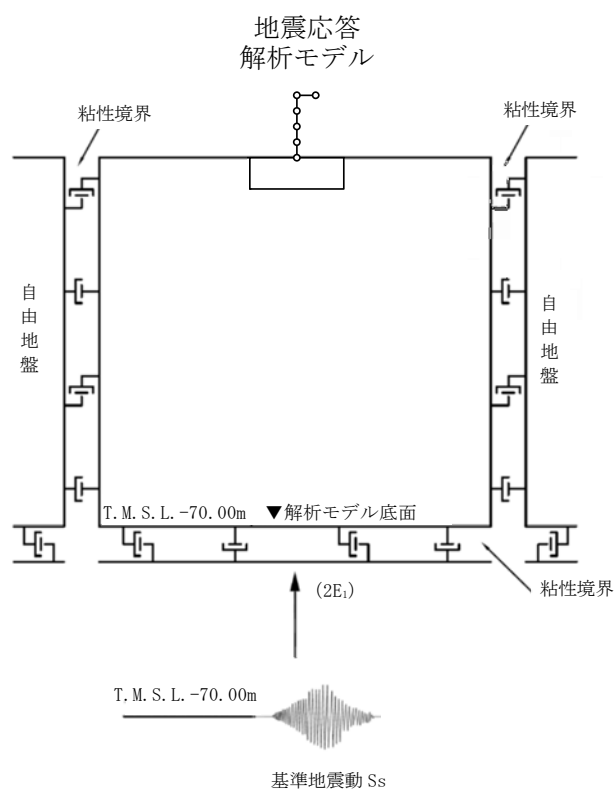 地震応答
解析モデル
粘性境界
粘性境界
自由地盤
自由地盤
T.M.S.L.-70.00m ▼解析モデル底面
(2E₁)
粘性境界
T.M.S.L.-70.00m
基準地震動 Ss